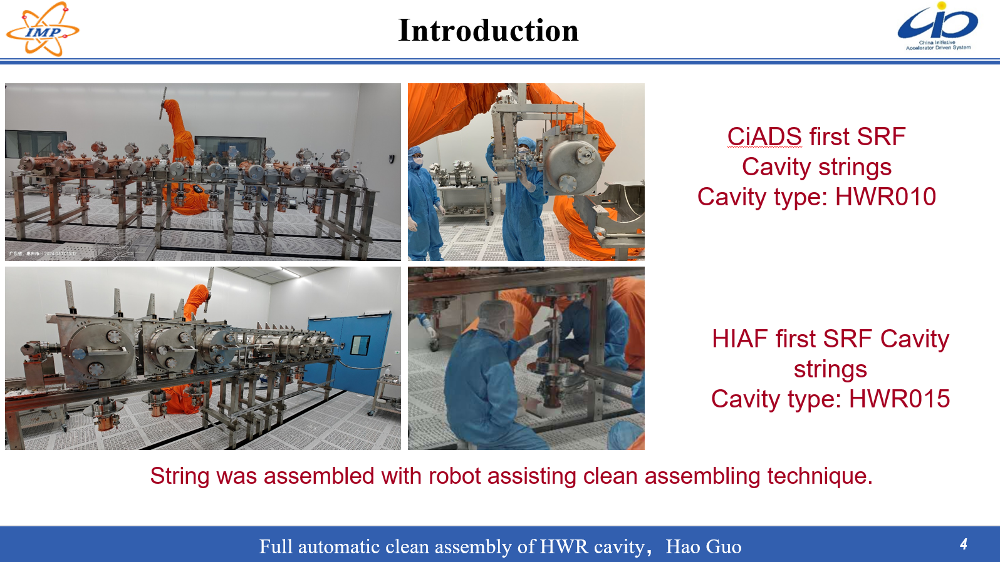 IMP
Introduction
China Initiative
Accelerator Driven System
CiADS first SRF
Cavity strings
Cavity type: HWR010
HIAF first SRF Cavity
strings
Cavity type: HWR015
String was assembled with robot assisting clean assembling technique.
Full automatic clean assembly of HWR cavity，Hao Guo
4